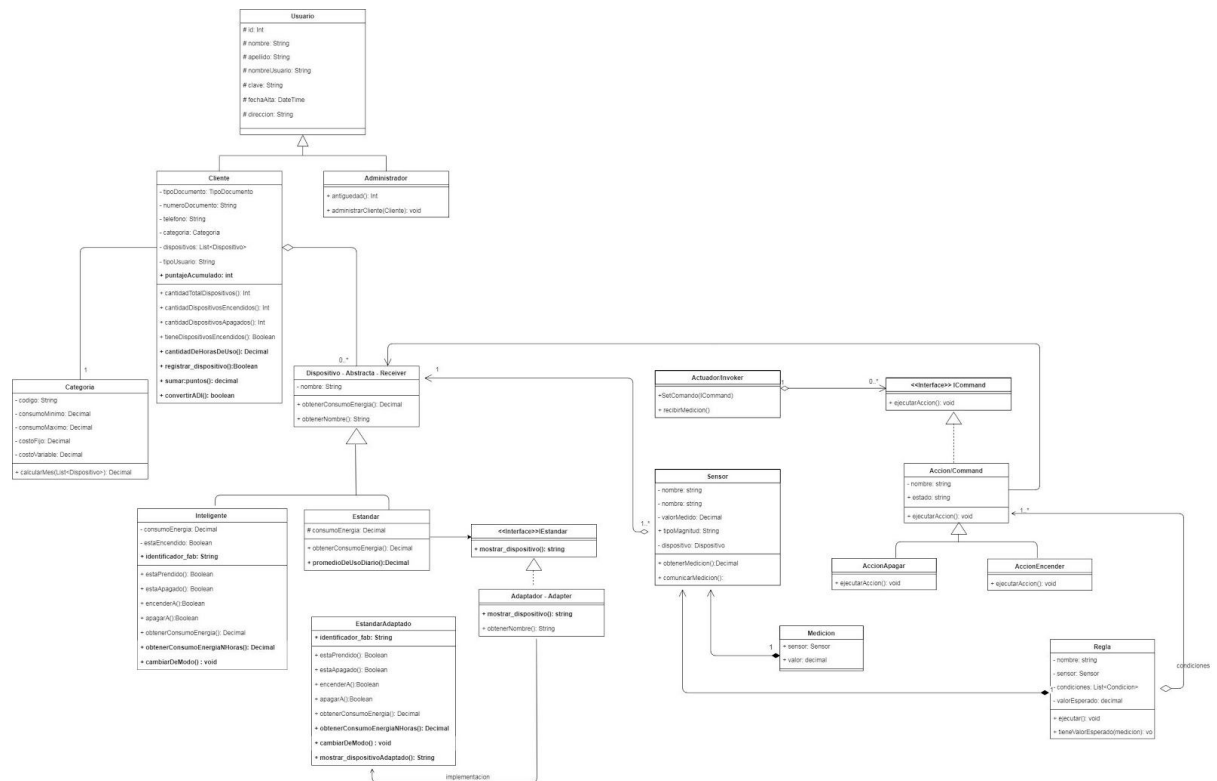 Usuario
# id: Int
# nombre: String
# apellido: String
# nombreUsuario: String
# clave: String
# fechaAlta: DateTime
# direccion: String
Cliente
- tipoDocumento: TipoDocumento
- numeroDocumento: String
- telefono: String
- categoria: Categoria
- dispositivos: List<Dispositivo>
- tipoUsuario: String
+ puntajeAcumulado: int
+ cantidadTotalDispositivos(): Int
+ cantidadDispositivosEncendidos(): Int
+ cantidadDispositivosApagados(): Int
+ tieneDispositivosEncendidos(): Boolean
+ cantidadDeHorasDeUso(): Decimal
+ registrar_dispositivo():Boolean
+ sumar:puntos(): decimal
+ convertirADI(): boolean
Administrador
+ antiguedad(): Int
+ administrarCliente(Cliente): void
1
0..*
Categoria
- codigo: String
- consumoMinimo: Decimal
- consumoMaximo: Decimal
- costoFijo: Decimal
- costoVariable: Decimal
+ calcularMes(List<Dispositivo>): Decimal
Dispositivo - Abstracta - Receiver
- nombre: String
+ obtenerConsumoEnergia(): Decimal
+ obtenerNombre(): String
1
Actuador/Invoker
+SetComando(ICommand)
+ recibirMedicion()
1
0..*
<<Interface>> ICommand
+ ejecutarAccion(): void
Inteligente
- consumoEnergia: Decimal
- estaEncendido: Boolean
+ identificador_fab: String
+ estaPrendido(): Boolean
+ estaApagado(): Boolean
+ encenderA():Boolean
+ apagarA():Boolean
+ obtenerConsumoEnergia(): Decimal
+ obtenerConsumoEnergiaNHoras(): Decimal
+ cambiarDeModo() : void
Estandar
# consumoEnergia: Decimal
+ obtenerConsumoEnergia(): Decimal
+ promedioDeUsoDiario():Decimal
<<Interface>>IEstandar
+ mostrar_dispositivo(): string
Adaptador - Adapter
+ mostrar_dispositivo(): string
+ obtenerNombre(): String
EstandarAdaptado
+ identificador_fab: String
+ estaPrendido(): Boolean
+ estaApagado(): Boolean
+ encenderA():Boolean
+ apagarA():Boolean
+ obtenerConsumoEnergia(): Decimal
+ obtenerConsumoEnergiaNHoras(): Decimal
+ cambiarDeModo() : void
+ mostrar_dispositivoAdaptado(): String
implementacion
1..*
Sensor
- nombre: string
- nombre: string
- valorMedido: Decimal
+ tipoMagnitud: String
- dispositivo: Dispositivo
+ obtenerMedicion():Decimal
+ comunicarMedicion():
Accion/Command
- nombre: string
+ estado: string
+ ejecutarAccion(): void
1..*
AccionApagar
+ ejecutarAccion(): void
AccionEncender
+ ejecutarAccion(): void
1
Medicion
+ sensor: Sensor
+ valor: decimal
1
Regla
- nombre: string
- sensor: Sensor
- condiciones: List<Condicion>
- valorEsperado: decimal
+ ejecutar(): void
+ tieneValorEsperado(medicion): vo
condiciones